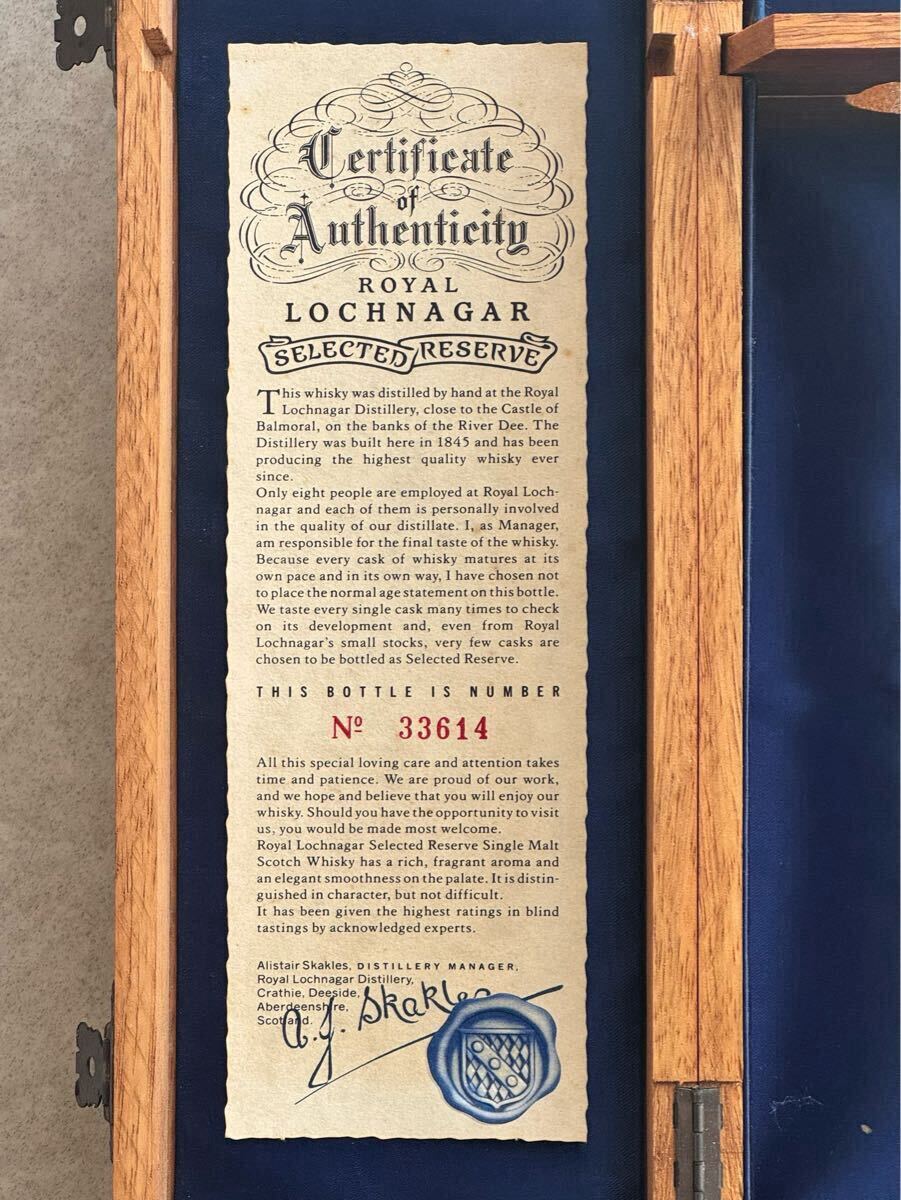 Certificate
of
Authenticity
ROYAL
LOCHNAGAR
SELECTED RESERVE
This whisky was distilled by hand at the Royal
Lochnagar Distillery, close to the Castle of
Balmoral, on the banks of the River Dee. The
Distillery was built here in 1845 and has been
producing the highest quality whisky ever
since.
Only eight people are employed at Royal Loch-
nagar and each of them is personally involved
in the quality of our distillate. I, as Manager,
am responsible for the final taste of the whisky.
Because every cask of whisky matures at its
own pace and in its own way, I have chosen not
to place the normal age statement on this bottle.
We taste every single cask many times to check
on its development and, even from Royal
Lochnagar's small stocks, very few casks are
chosen to be bottled as Selected Reserve.
THIS BOTTLE IS NUMBER
Nº 33614
All this special loving care and attention takes
time and patience. We are proud of our work,
and we hope and believe that you will enjoy our
whisky. Should you have the opportunity to visit
us, you would be made most welcome.
Royal Lochnagar Selected Reserve Single Malt
Scotch Whisky has a rich, fragrant aroma and
an elegant smoothness on the palate. It is distin-
guished in character, but not difficult.
It has been given the highest ratings in blind
tastings by acknowledged experts.
Alistair Skakles, DISTILLERY MANAGER,
Royal Lochnagar Distillery,
Crathie, Deeside,
Aberdeenshire,
Scotland.
A.J. Skakles